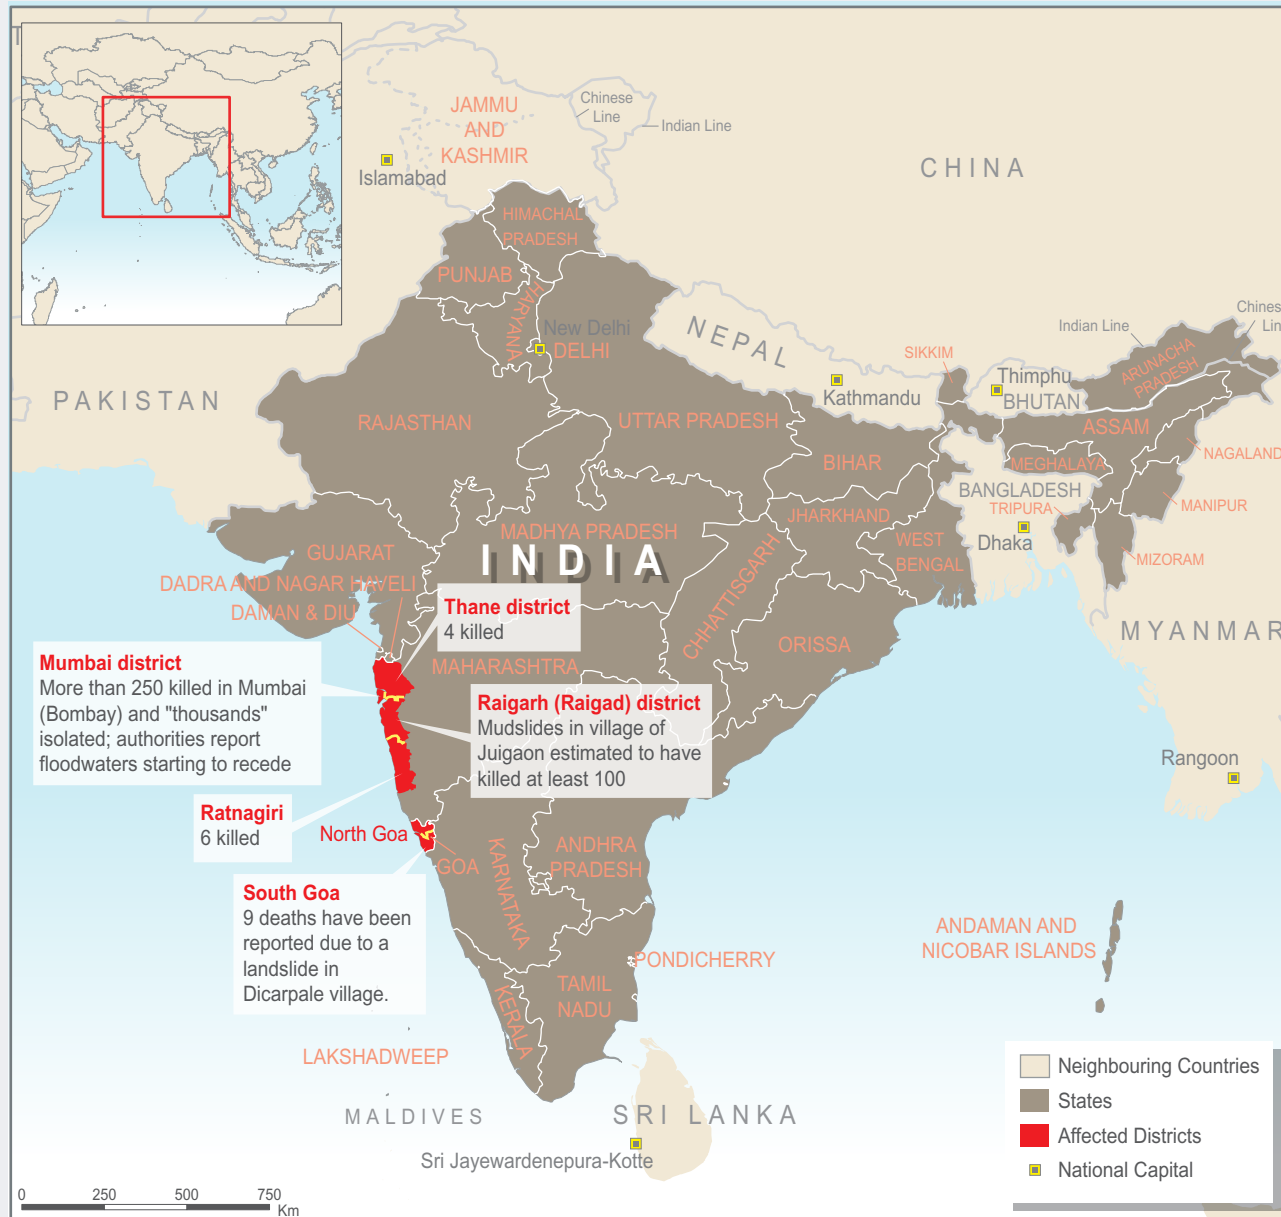 T
Chinese
Line
Indian Line
JAMMU
AND
KASHMIR
Islamabad
CHINA
HIMACHAL
PRADESH
PUNJAB
HARYANA
New Delhi
DELHI
NEPAL
Kathmandu
SIKKIM
Indian Line
Chines
Lin
Thimphu
BHUTAN
ARUNACHA
PRADESH
PAKISTAN
RAJASTHAN
UTTAR PRADESH
BIHAR
ASSAM
NAGALAND
MEGHALAYA
BANGLADESH
TRIPURA
MANIPUR
Dhaka
MIZORAM
JHARKHAND
WEST
BENGAL
MADHYA PRADESH
INDIA
GUJARAT
DADRA AND NAGAR HAVELI
DAMAN & DIU
CHHATTISGARH
ORISSA
MYANMAR
Thane district
4 killed
MAHARASHTRA
Mumbai district
More than 250 killed in Mumbai
(Bombay) and "thousands"
isolated; authorities report
floodwaters starting to recede
Raigarh (Raigad) district
Mudslides in village of
Juigaon estimated to have
killed at least 100
Rangoon
Ratnagiri
6 killed
North Goa
GOA
KARNATAKA
ANDHRA
PRADESH
South Goa
9 deaths have been
reported due to a
landslide in
Dicarpale village.
ANDAMAN AND
NICOBAR ISLANDS
PONDICHERRY
TAMIL
NADU
KERALA
LAKSHADWEEP
MALDIVES
SRI LANKA
Sri Jayewardenepura-Kotte
Neighbouring Countries
States
Affected Districts
National Capital
0 250 500 750
Km